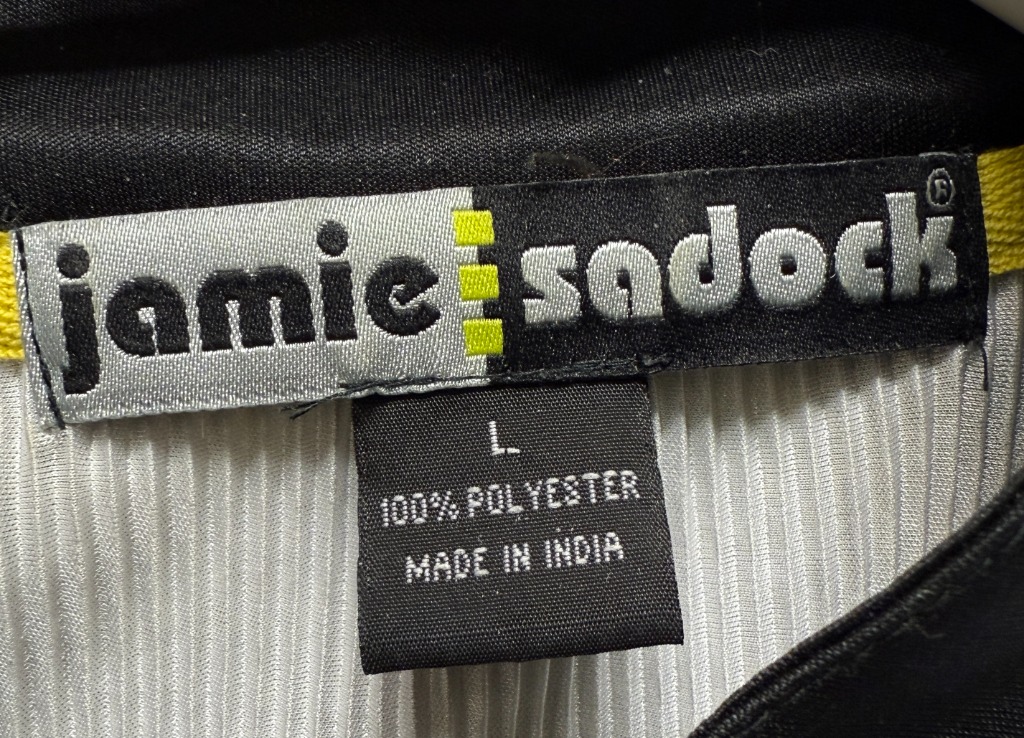 jamie sadock®
L
100% POLYESTER
MADE IN INDIA